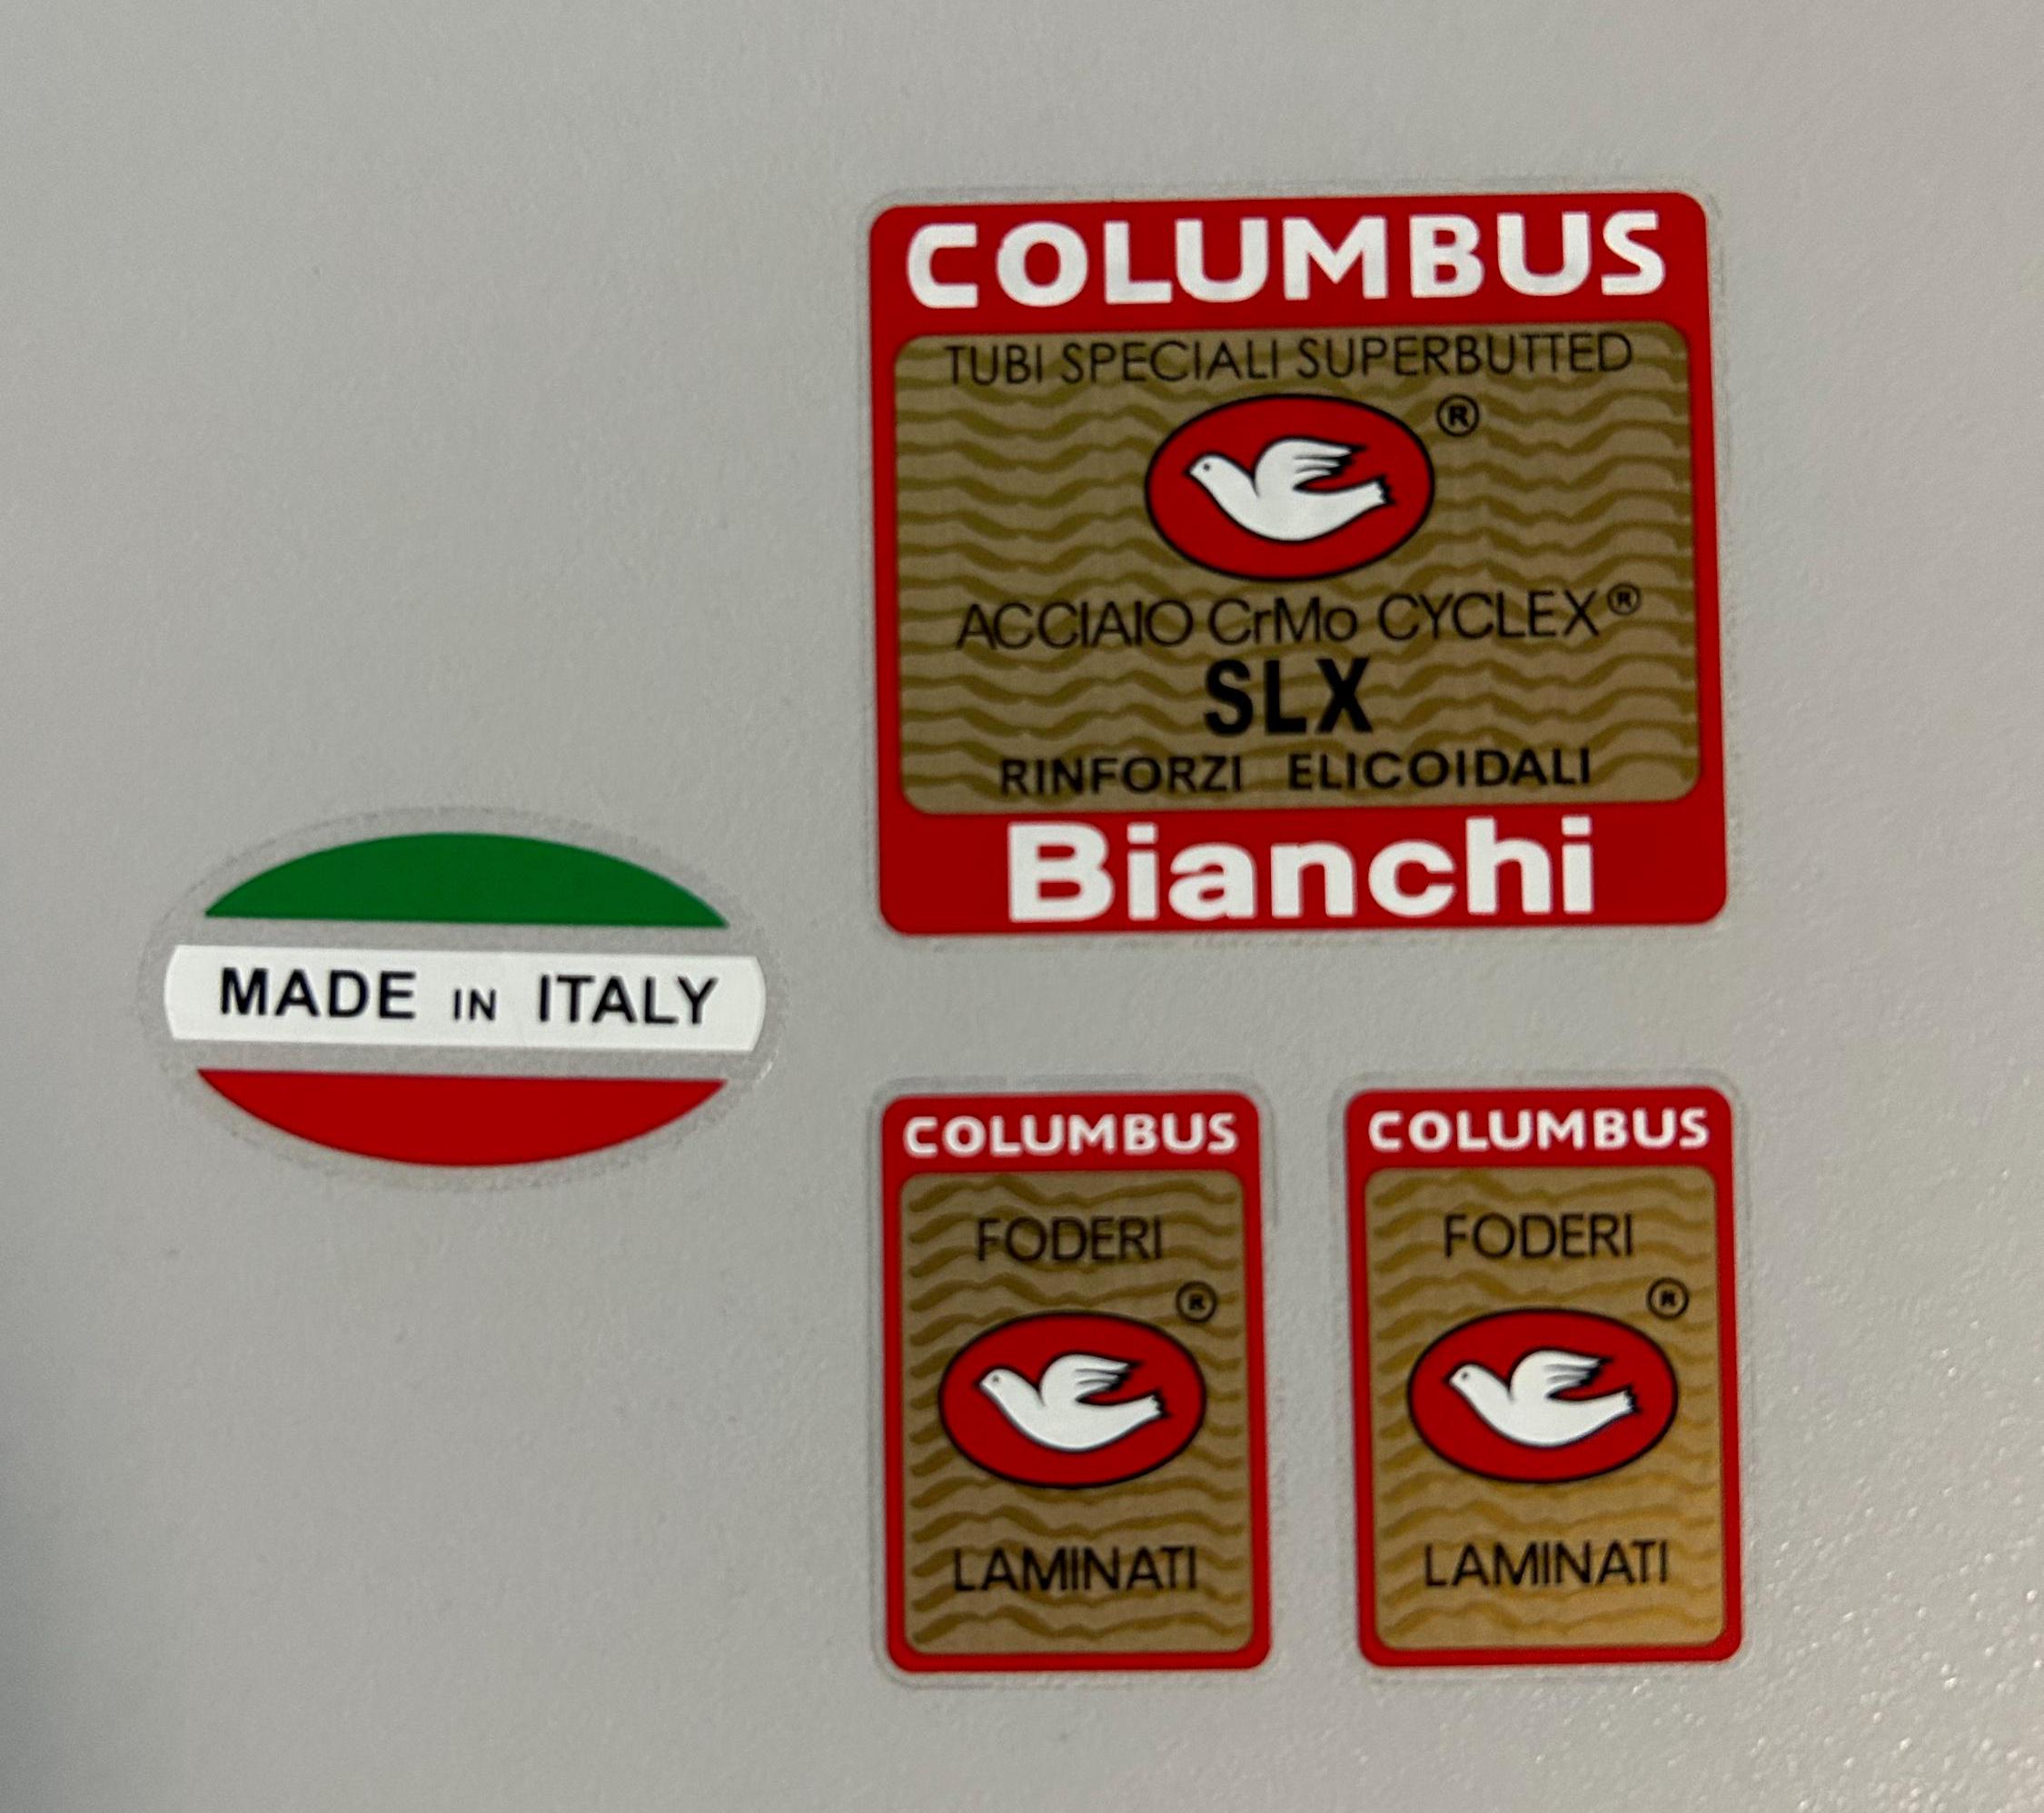 COLUMBUS
TUBI SPECIALI SUPERBUTTED
®
ACCIAIO CrMo CYCLEX®
SLX
RINFORZI ELICOIDALI
Bianchi
MADE IN ITALY
COLUMBUS
FODERI
®
LAMINATI
COLUMBUS
FODERI
®
LAMINATI